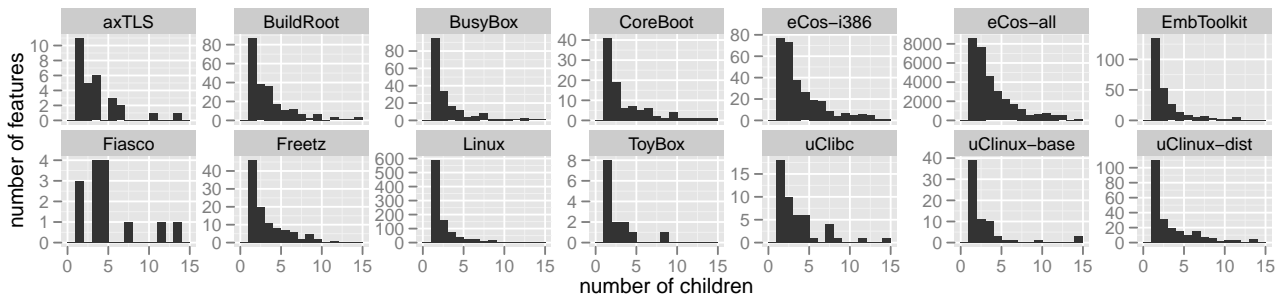 axTLS BuildRoot BusyBox CoreBoot eCos−i386 eCos−all EmbToolkit
10 8 6 4 2 0
80 60 40 20 0
80 60 40 20 0
40 30 20 10 0
80 60 40 20 0
8000 6000 4000 2000 0
100 50 0
number of features
Fiasco Freetz Linux ToyBox uClibc uClinux−base uClinux−dist
4 3 2 1 0
40 30 20 10 0
600 500 400 300 200 100 0
8 6 4 2 0
15 10 5 0
40 30 20 10 0
100 80 60 40 20 0
0 5 10 15 0 5 10 15 0 5 10 15 0 5 10 15 0 5 10 15 0 5 10 15 0 5 10 15
number of children